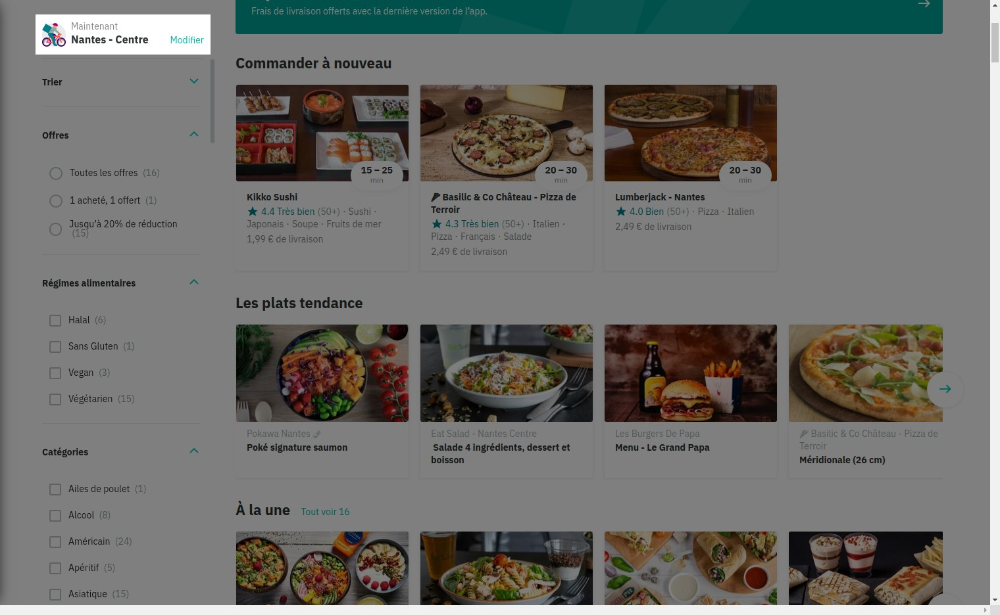 Frais de livraison offerts avec la dernière version de l’app.
Maintenant
Nantes - Centre
Modifier
Trier
Offres
Toutes les offres (16)
1 acheté, 1 offert (1)
Jusqu’à 20% de réduction
(15)
Régimes alimentaires
Halal (6)
Sans Gluten (1)
Vegan (3)
Végétarien (15)
Catégories
Ailes de poulet (1)
Alcool (8)
Américain (24)
Apéritif (5)
Asiatique (15)
Commander à nouveau
15 – 25
min
Kikko Sushi
4.4 Très bien (50+) · Sushi ·
Japonais · Soupe · Fruits de mer
1,99 € de livraison
20 – 30
min
🍕 Basilic & Co Château - Pizza de
Terroir
4.3 Très bien (50+) · Italien ·
Pizza · Français · Salade
2,49 € de livraison
20 – 30
min
Lumberjack - Nantes
4.0 Bien (50+) · Pizza · Italien
2,49 € de livraison
Les plats tendance
Pokawa Nantes
Poké signature saumon
Eat Salad - Nantes Centre
Salade 4 ingrédients, dessert et
boisson
Les Burgers De Papa
Menu - Le Grand Papa
🍕 Basilic & Co Château - Pizza de
Terroir
Méridionale (26 cm)
À la une
Tout voir 16